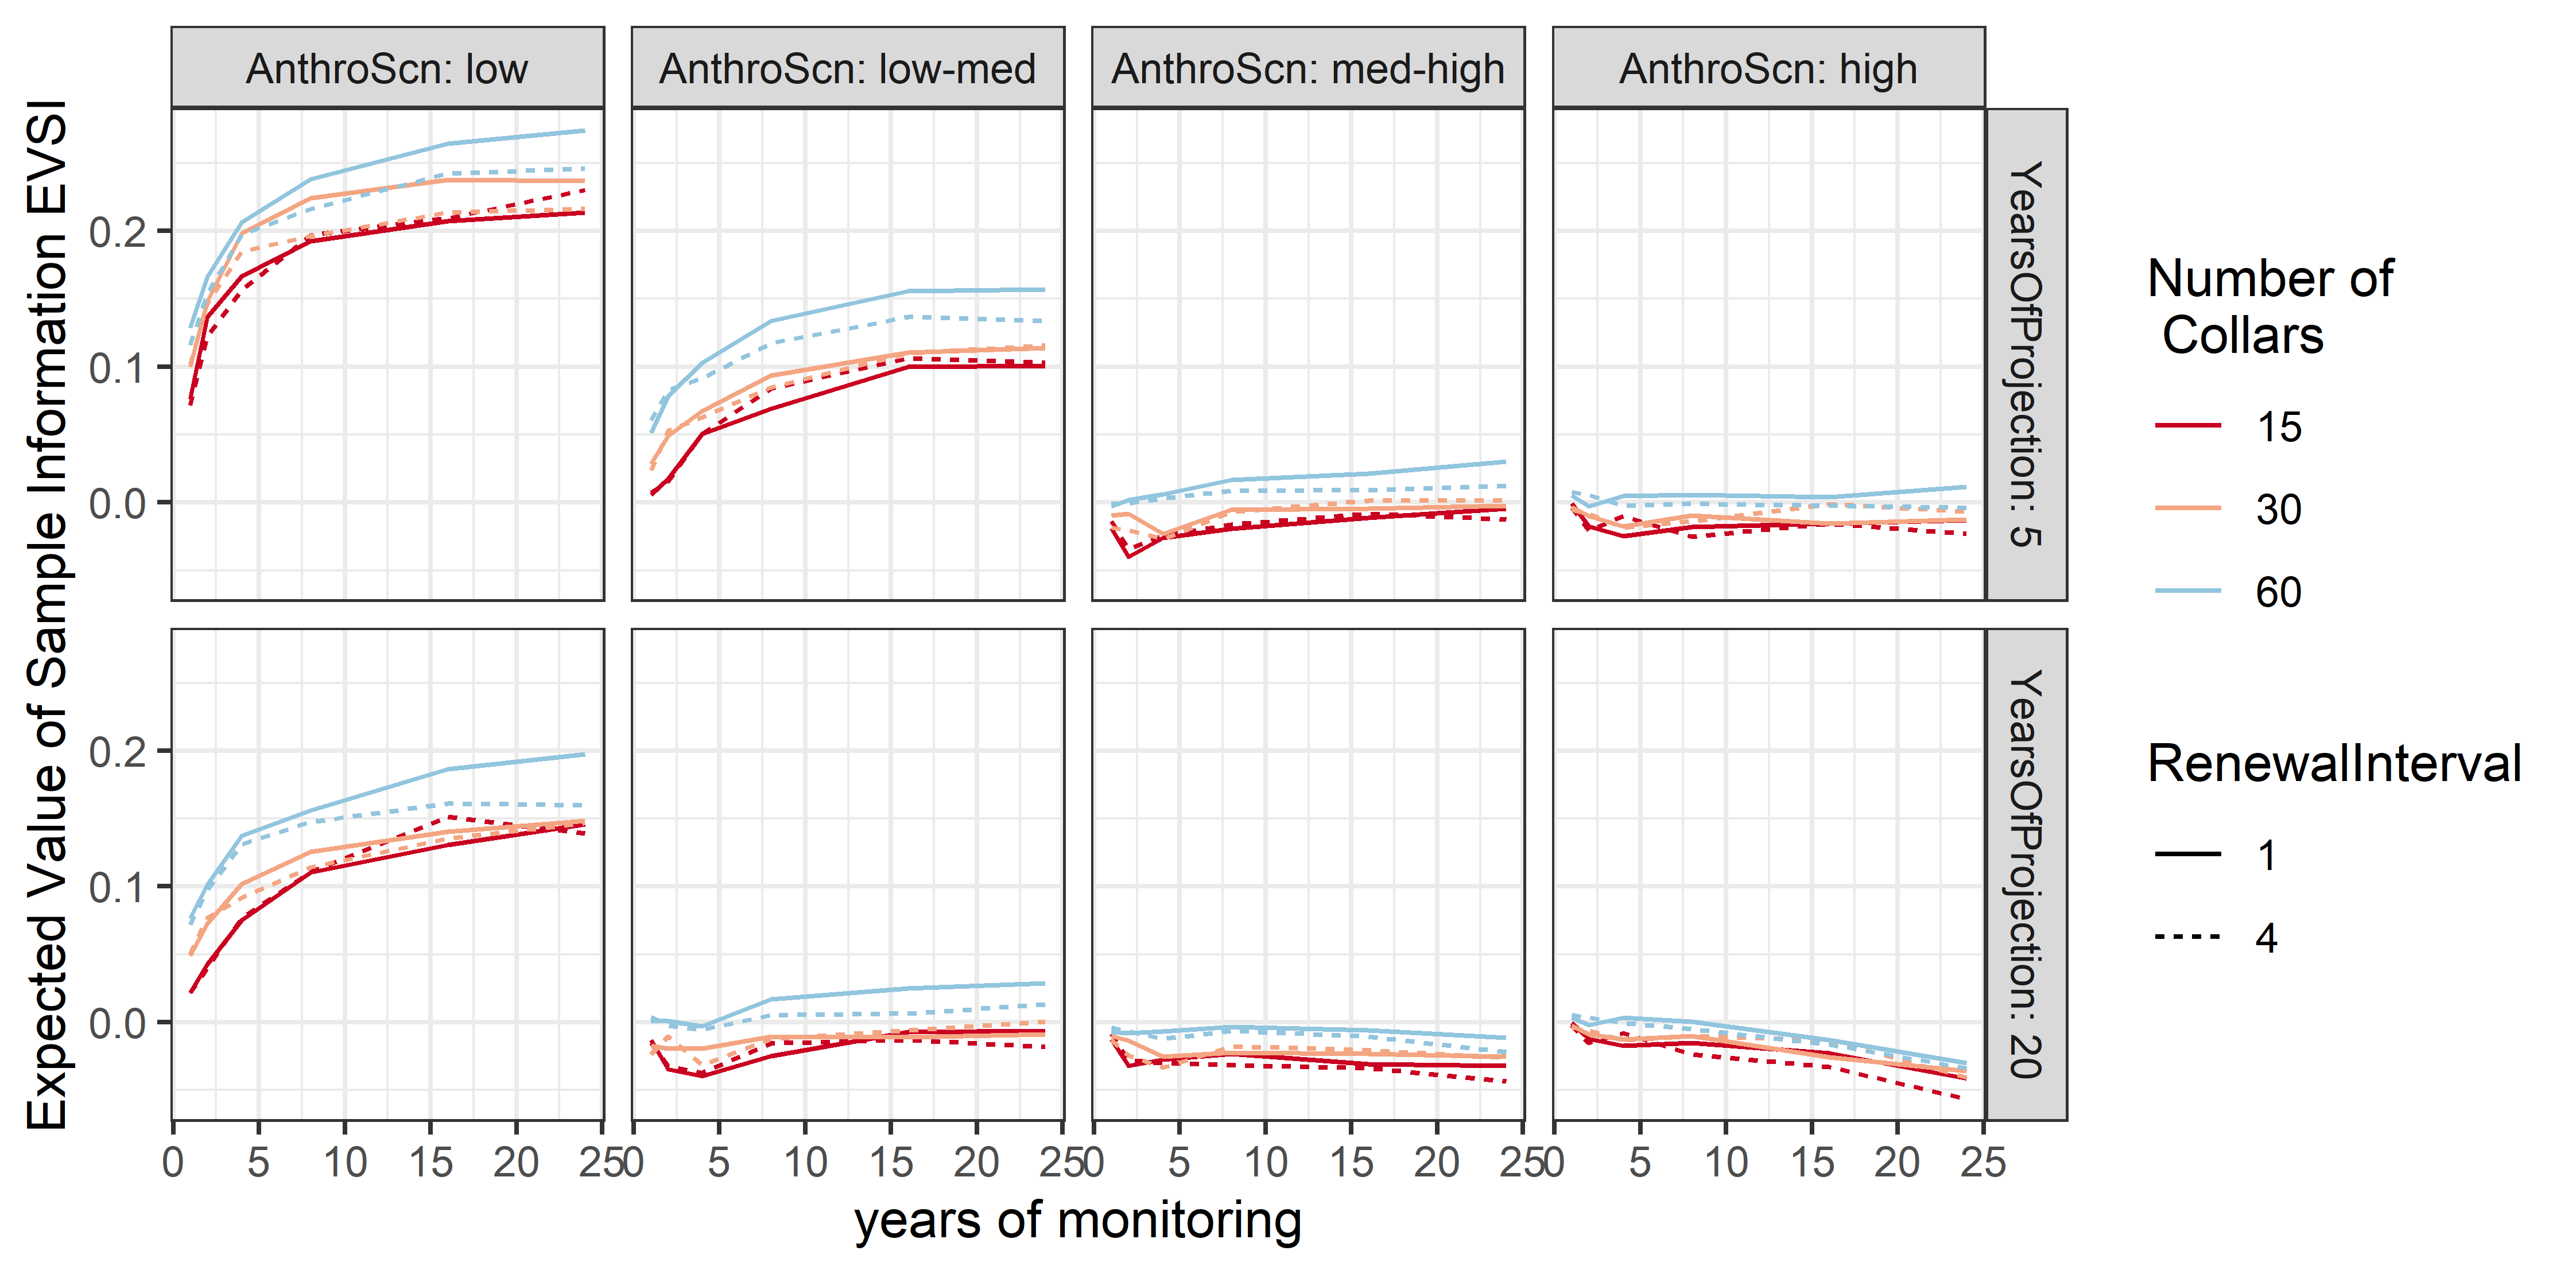 AnthroScn: low
AnthroScn: low-med
AnthroScn: med-high
AnthroScn: high
Expected Value of Sample Information EVSI
0.2
0.1
0.0
YearsOfProjection: 5
0.2
0.1
0.0
YearsOfProjection: 20
0 5 10 15 20 25
0 5 10 15 20 25
0 5 10 15 20 25
0 5 10 15 20 25
years of monitoring
Number of
Collars
15
30
60
RenewalInterval
1
4